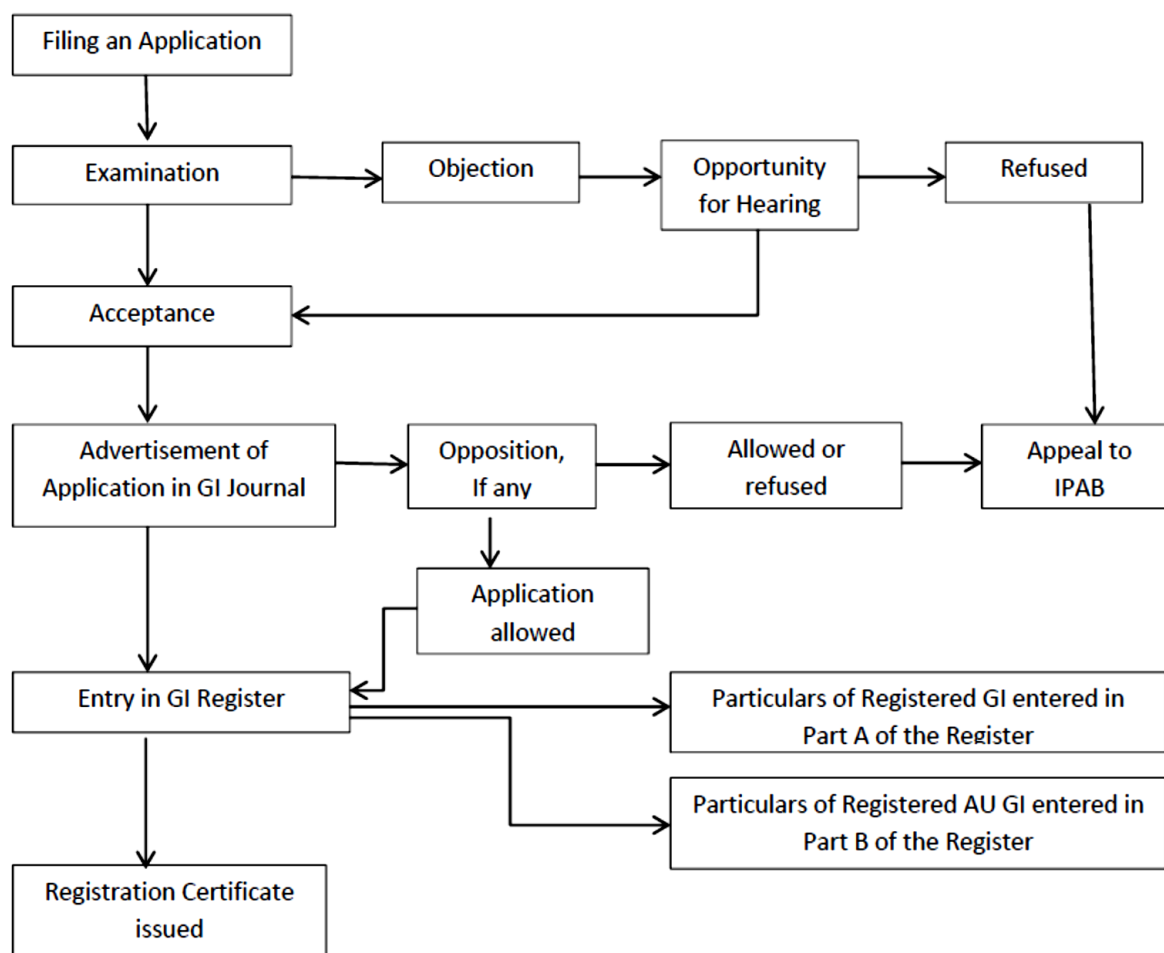 Filing an Application
Examination
Objection
Opportunity
for Hearing
Refused
Acceptance
Advertisement of
Application in GI Journal
Opposition,
If any
Allowed or
refused
Appeal to
IPAB
Application
allowed
Entry in GI Register
Particulars of Registered GI entered in
Part A of the Register
Particulars of Registered AU GI entered in
Part B of the Register
Registration Certificate
issued